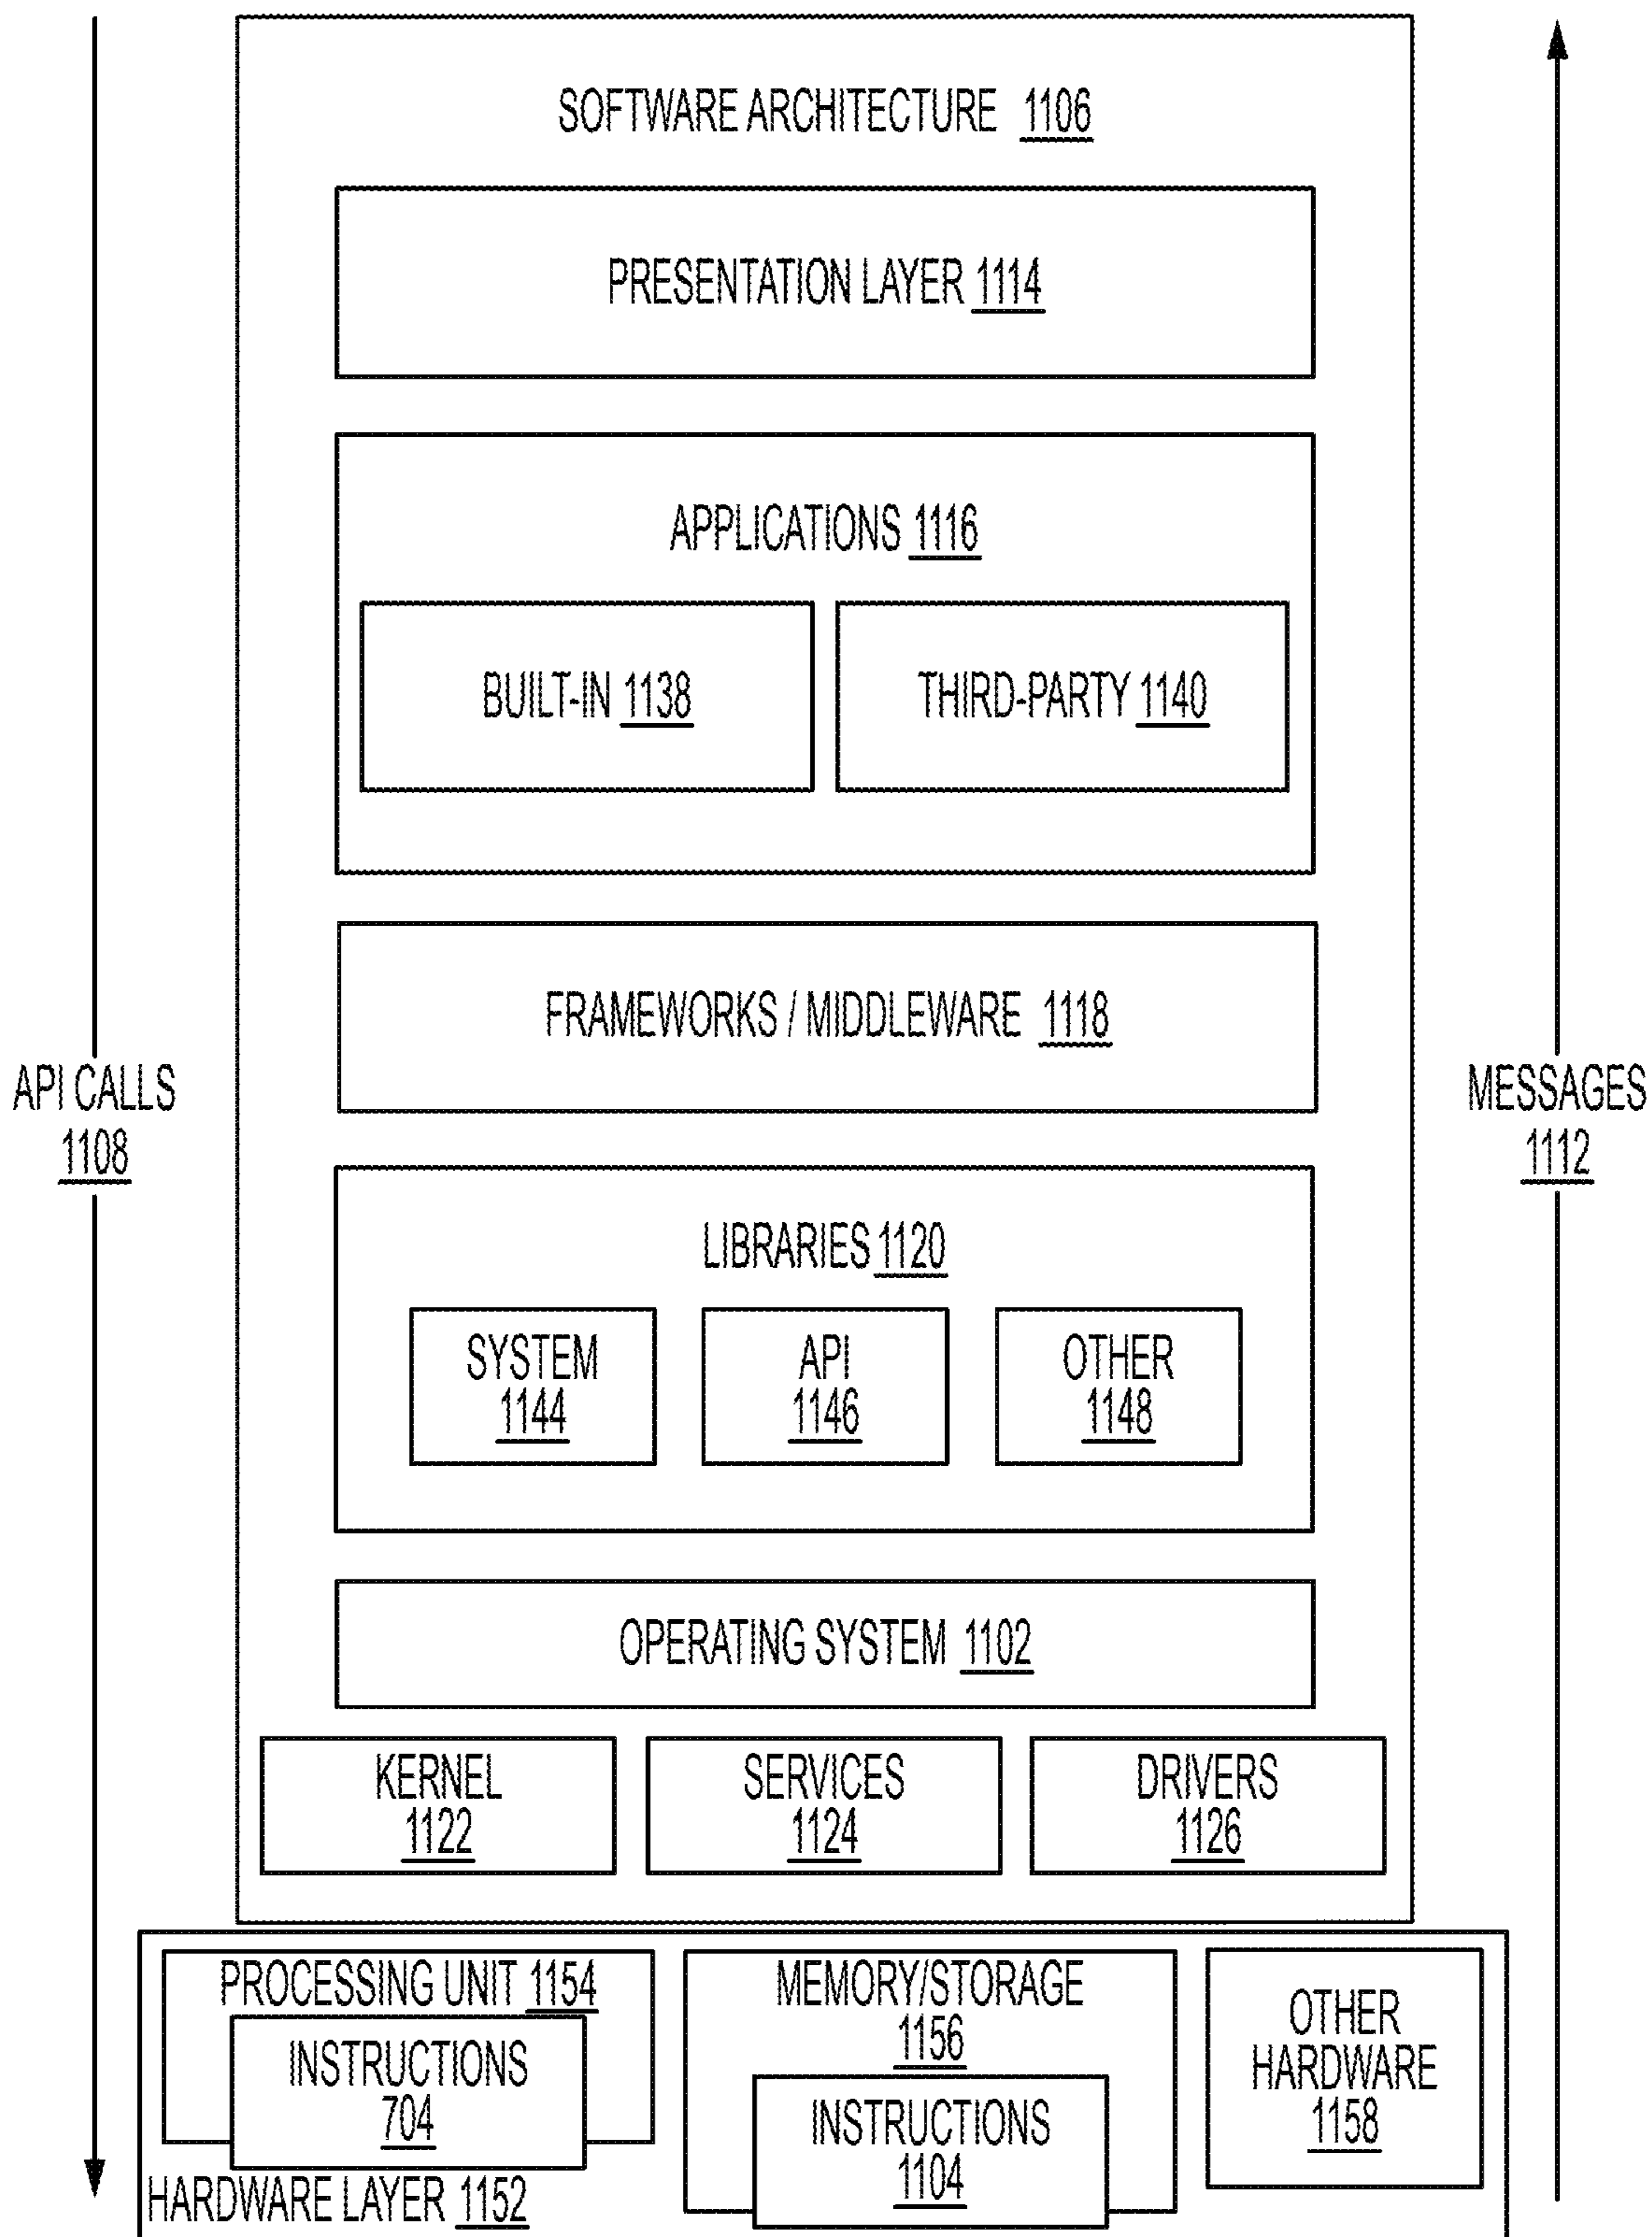 SOFTWARE ARCHITECTURE 1106
PRESENTATION LAYER 1114
APPLICATIONS 1116
BUILT-IN 1138
THIRD-PARTY 1140
FRAMEWORKS / MIDDLEWARE 1118
API CALLS
1108
MESSAGES
1112
LIBRARIES 1120
SYSTEM
1144
API
1146
OTHER
1148
OPERATING SYSTEM 1102
KERNEL
1122
SERVICES
1124
DRIVERS
1126
PROCESSING UNIT 1154
INSTRUCTIONS
704
MEMORY/STORAGE
1156
INSTRUCTIONS
1104
OTHER
HARDWARE
1158
HARDWARE LAYER 1152